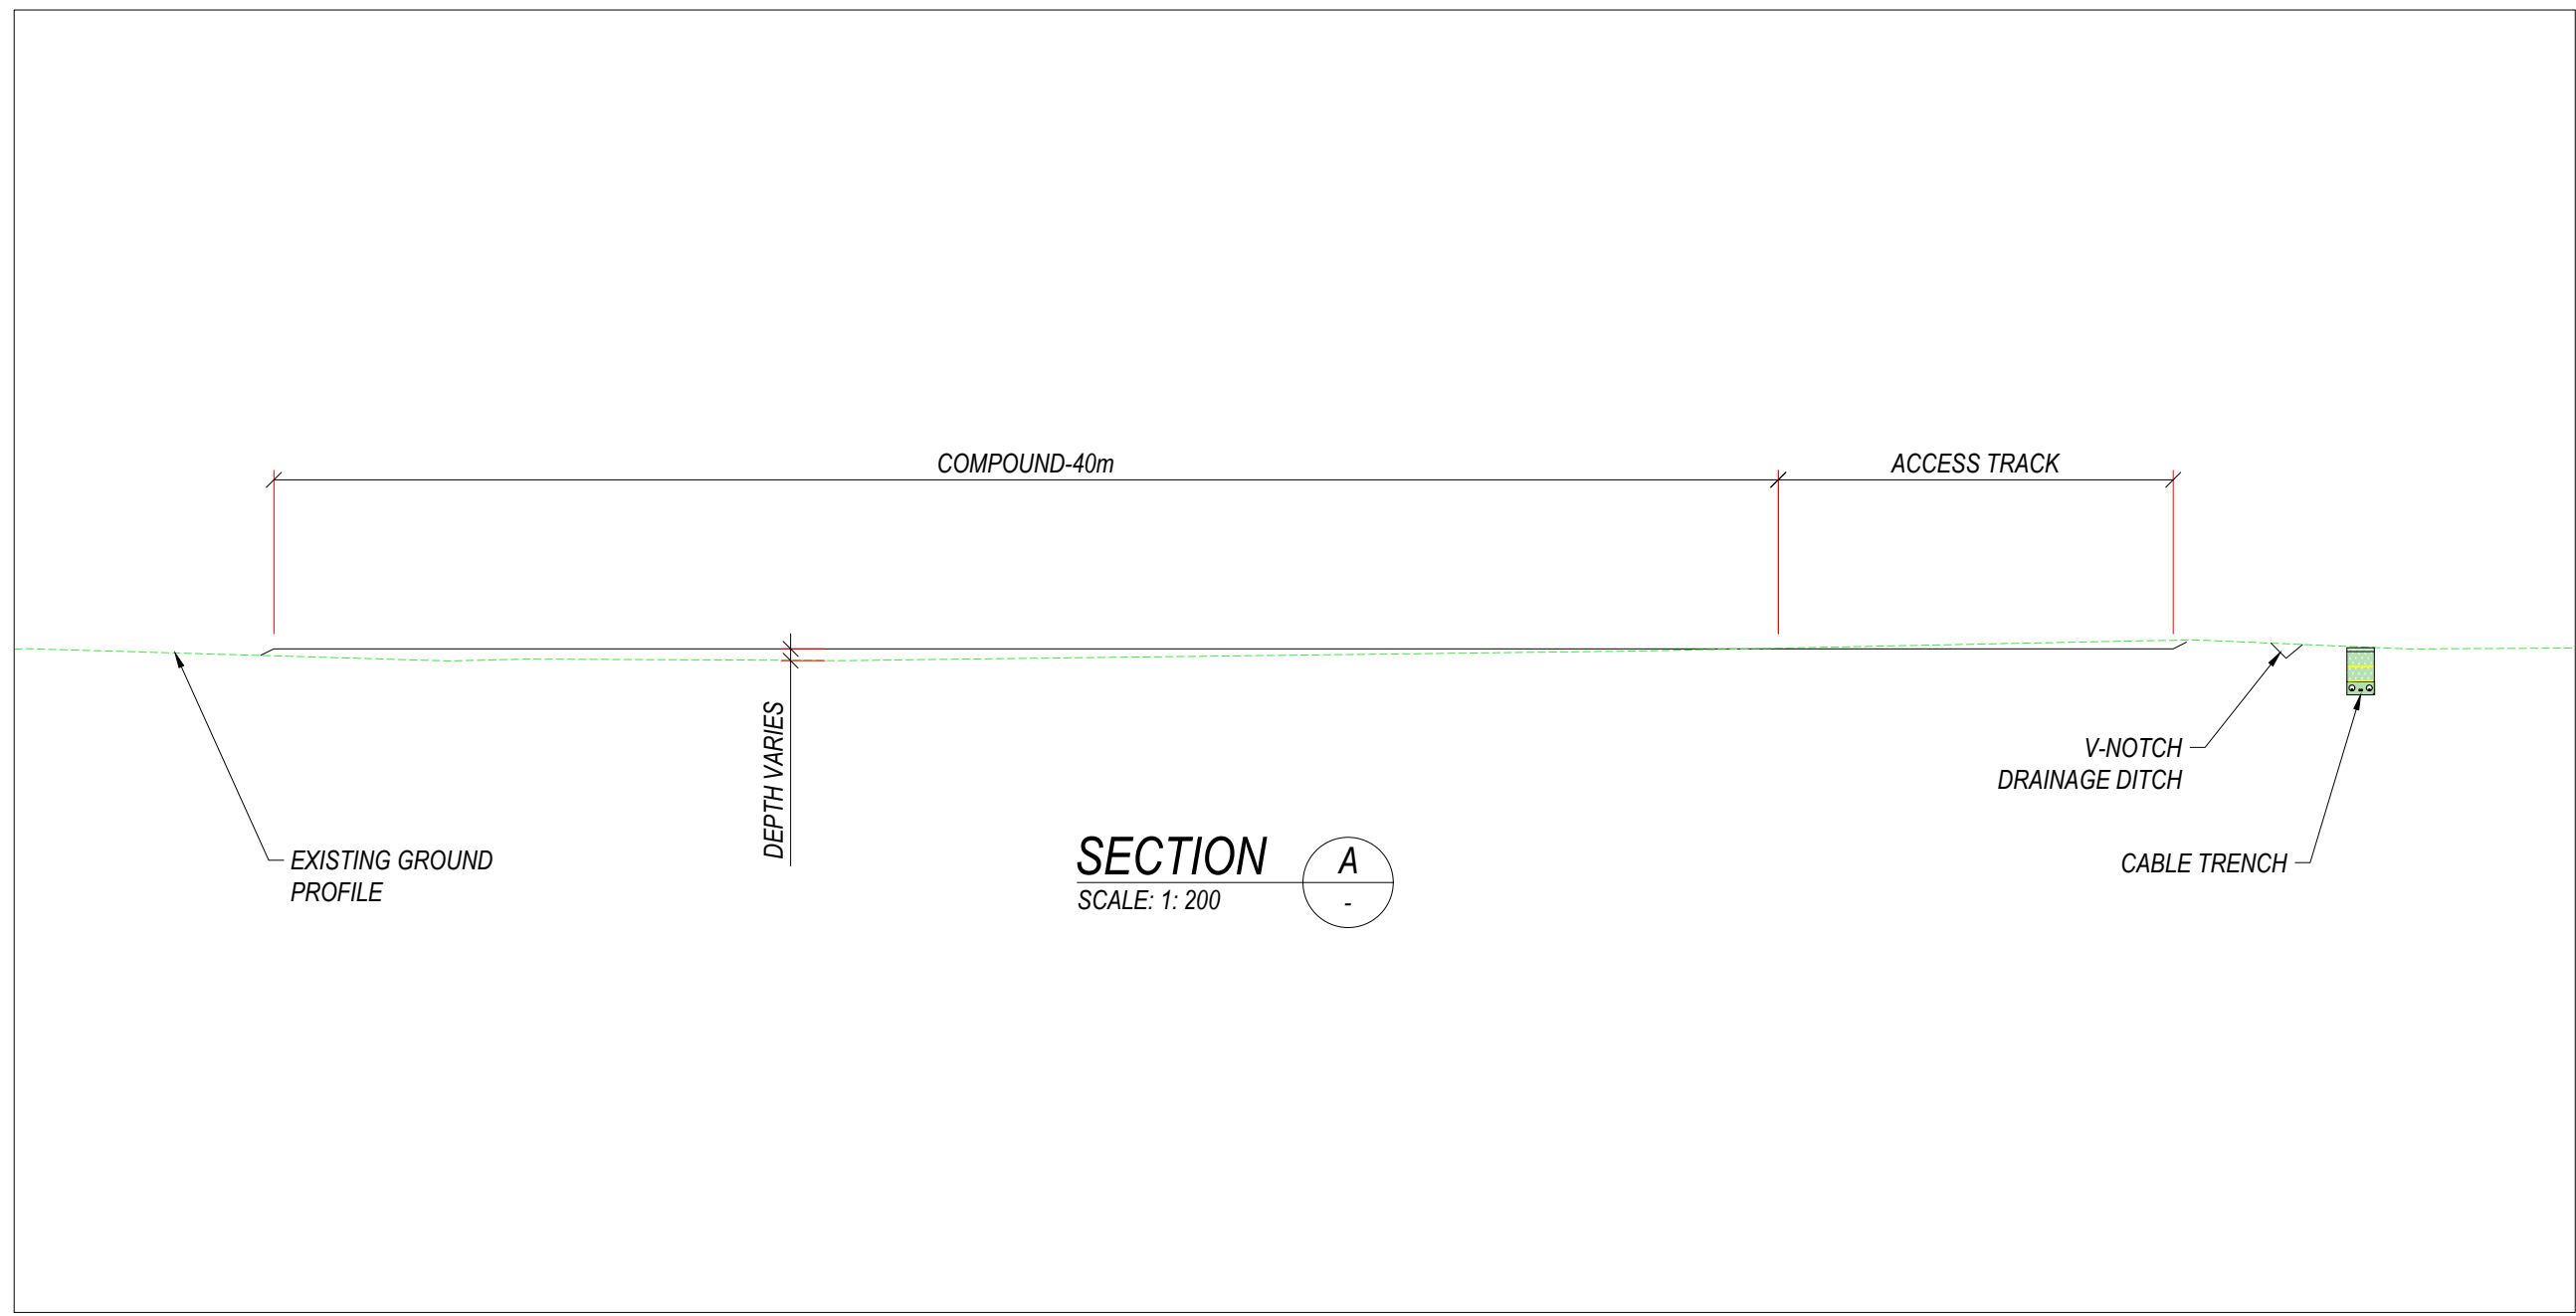 COMPOUND-40m
ACCESS TRACK
DEPTH VARIES
V-NOTCH
DRAINAGE DITCH
EXISTING GROUND
PROFILE
SECTION
A
SCALE: 1: 200
-
CABLE TRENCH